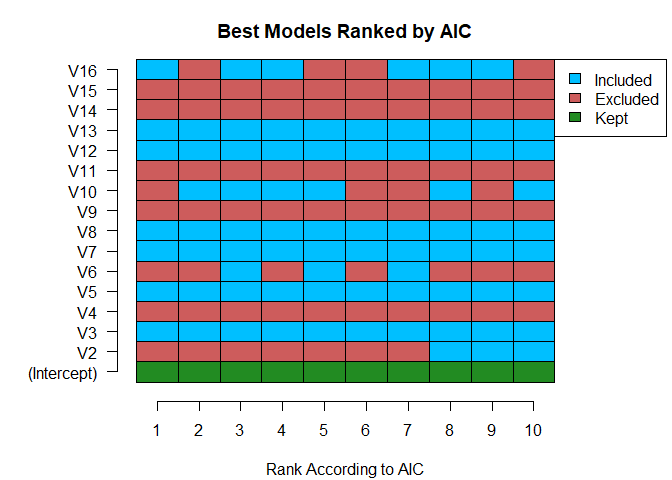 Best Models Ranked by AIC
V16
V15
V14
V13
V12
V11
V10
V9
V8
V7
V6
V5
V4
V3
V2
(Intercept)
Included
Excluded
Kept
1 2 3 4 5 6 7 8 9 10
Rank According to AIC